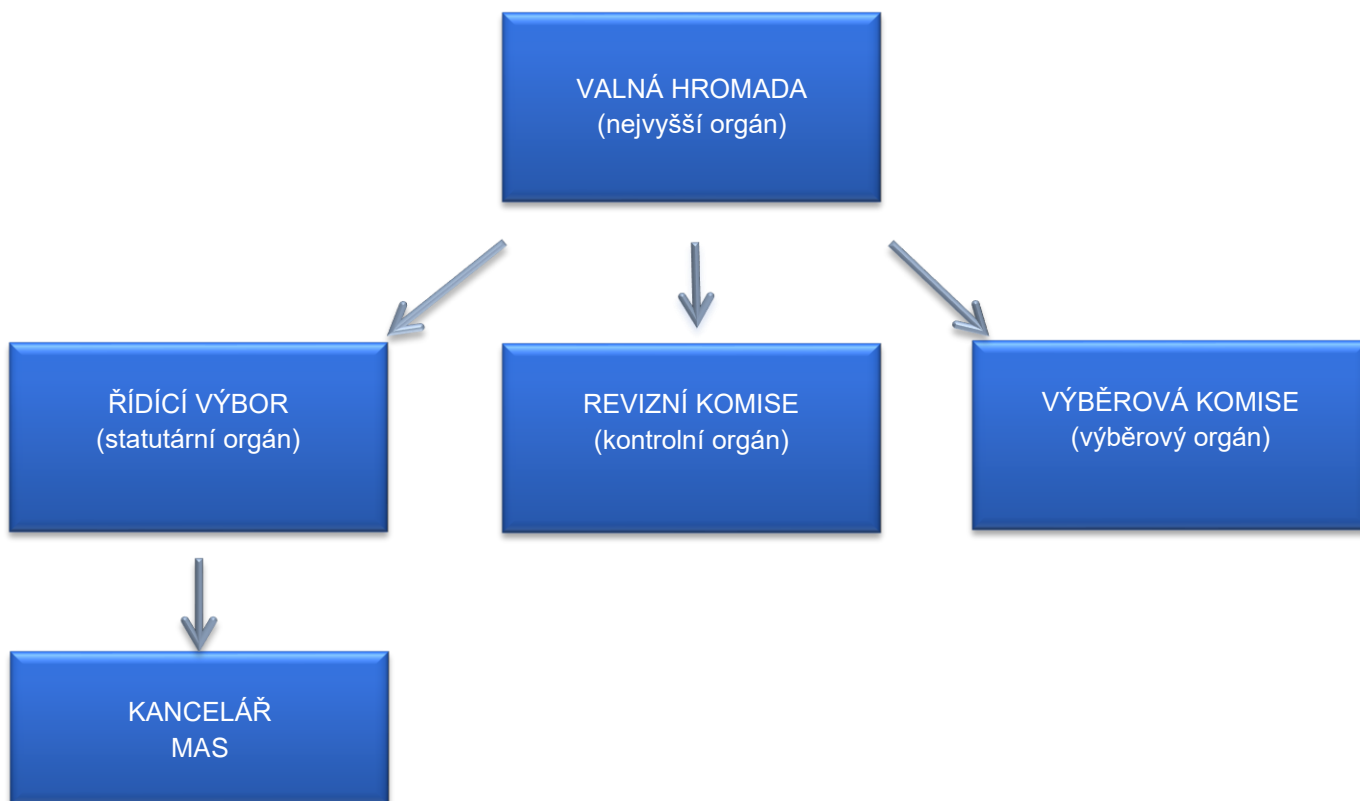 VALNÁ HROMADA
(nejvyšší orgán)
ŘÍDÍCÍ VÝBOR
(statutární orgán)
REVIZNÍ KOMISE
(kontrolní orgán)
VÝBĚROVÁ KOMISE
(výběrový orgán)
KANCELÁŘ
MAS